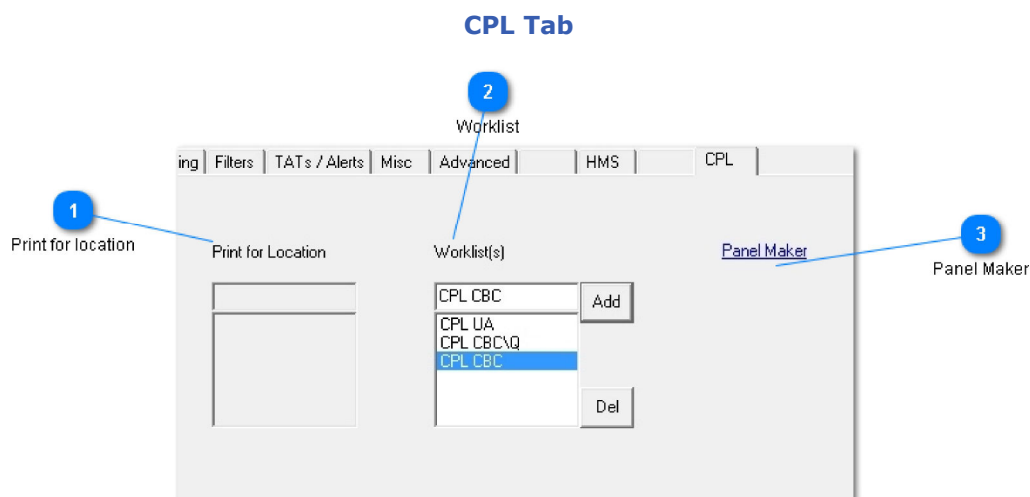 CPL Tab
2
Worklist
ing Filters TATs / Alerts Misc Advanced HMS CPL
1
Print for location
Print for Location Worklist(s) Panel Maker
3
Panel Maker
CPL CBC Add
CPL UA
CPL CBC\Q
CPL CBC
Del